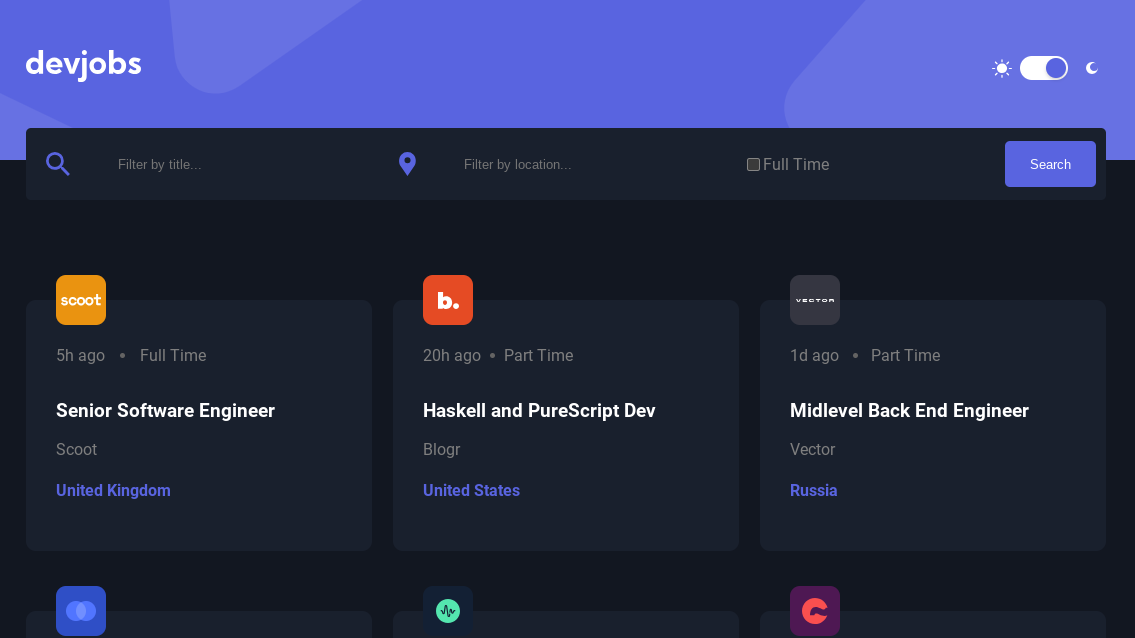 devjobs
Filter by title...
Filter by location...
Full Time
Search
scoot
b.
VECTOR
5h ago • Full Time
20h ago • Part Time
1d ago • Part Time
Senior Software Engineer
Haskell and PureScript Dev
Midlevel Back End Engineer
Scoot
Blogr
Vector
United Kingdom
United States
Russia